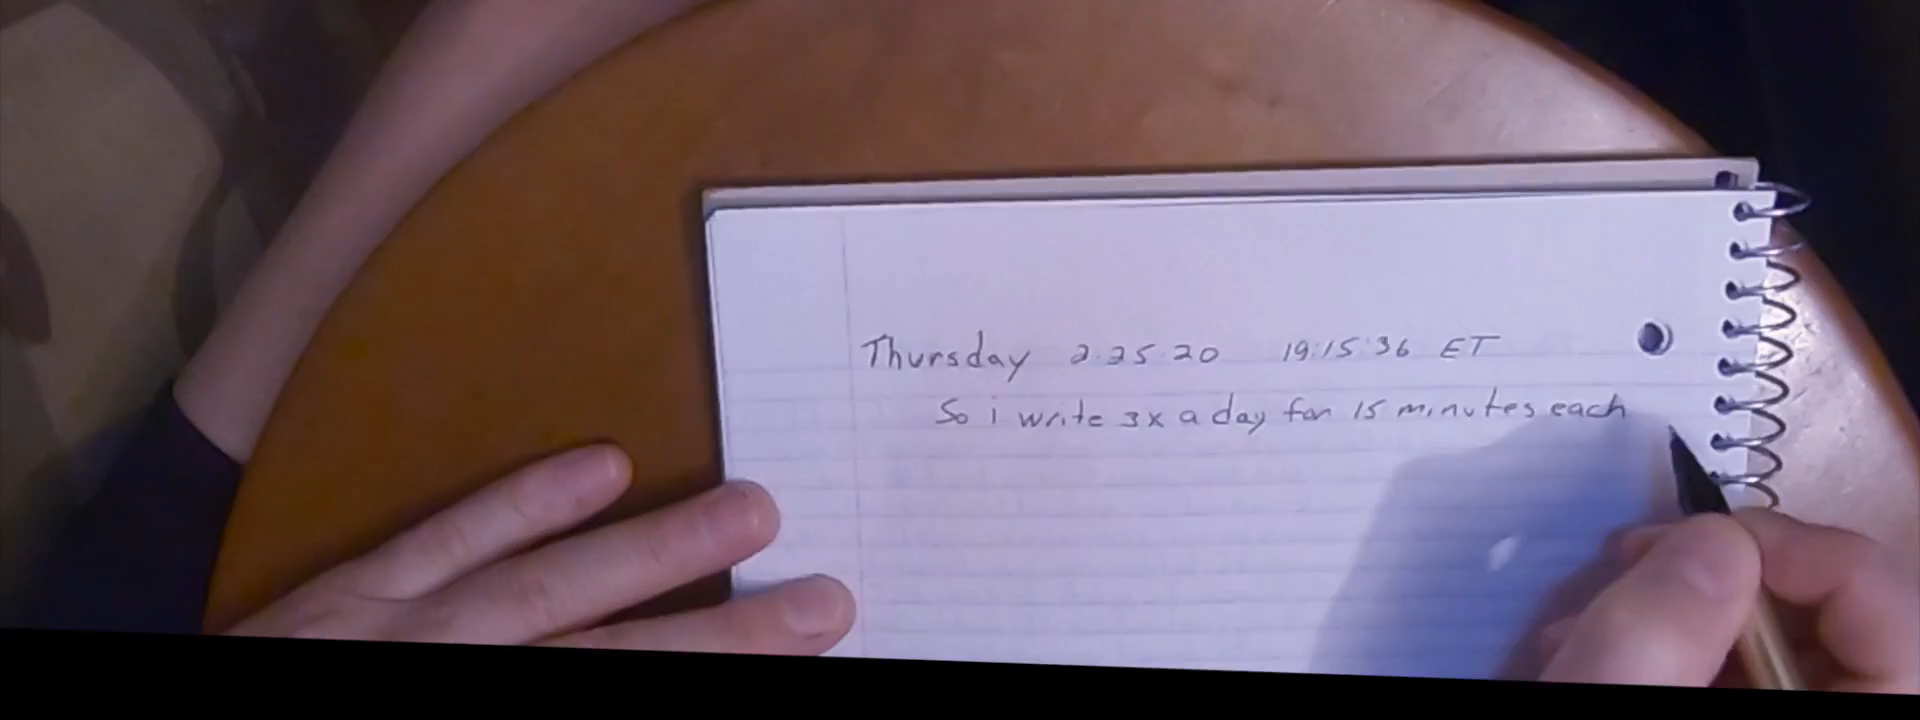 Thursday 2.25.20 19:15:36 ET
So i write 3x a day for 15 minutes each